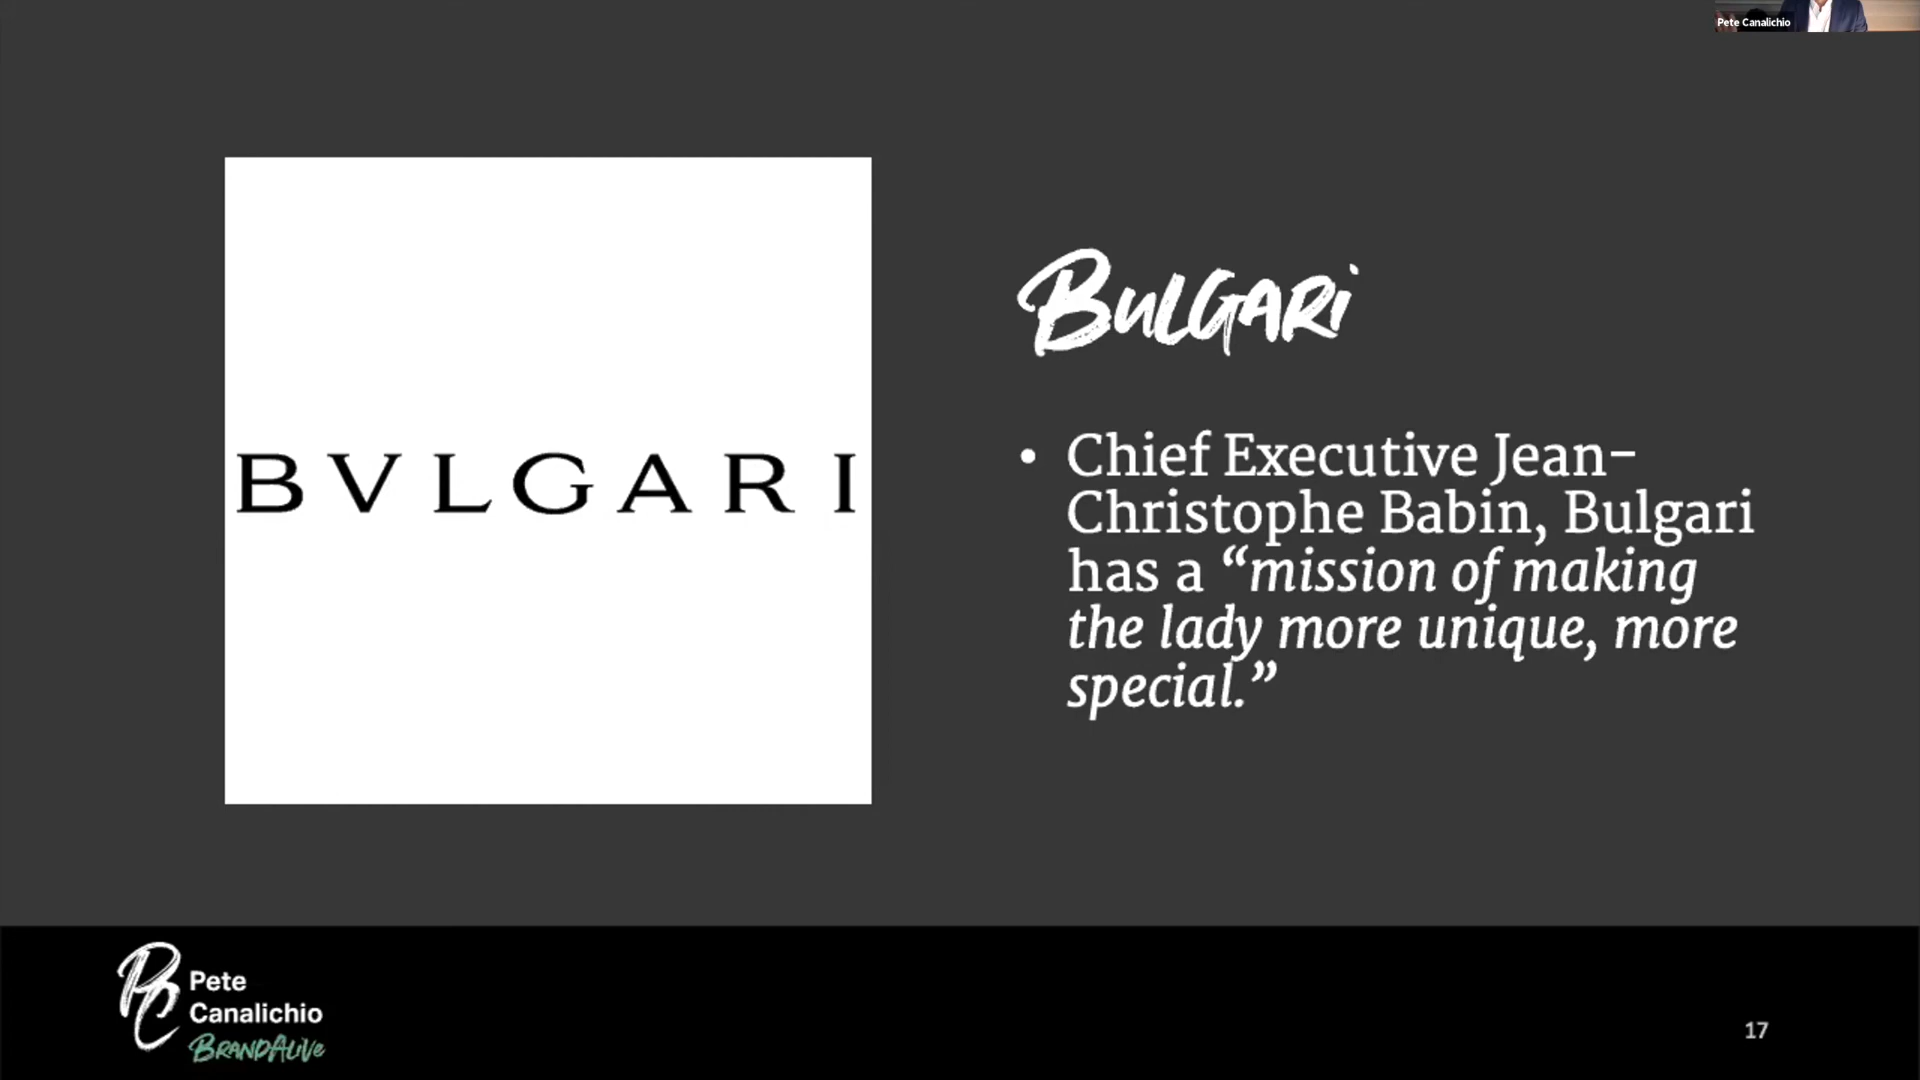 Pete Canalichio
BVLGARI
BULGARi
• Chief Executive Jean-
Christophe Babin, Bulgari
has a “mission of making
the lady more unique, more
special.”
PC
Pete
Canalichio
BRANDALiVe
17